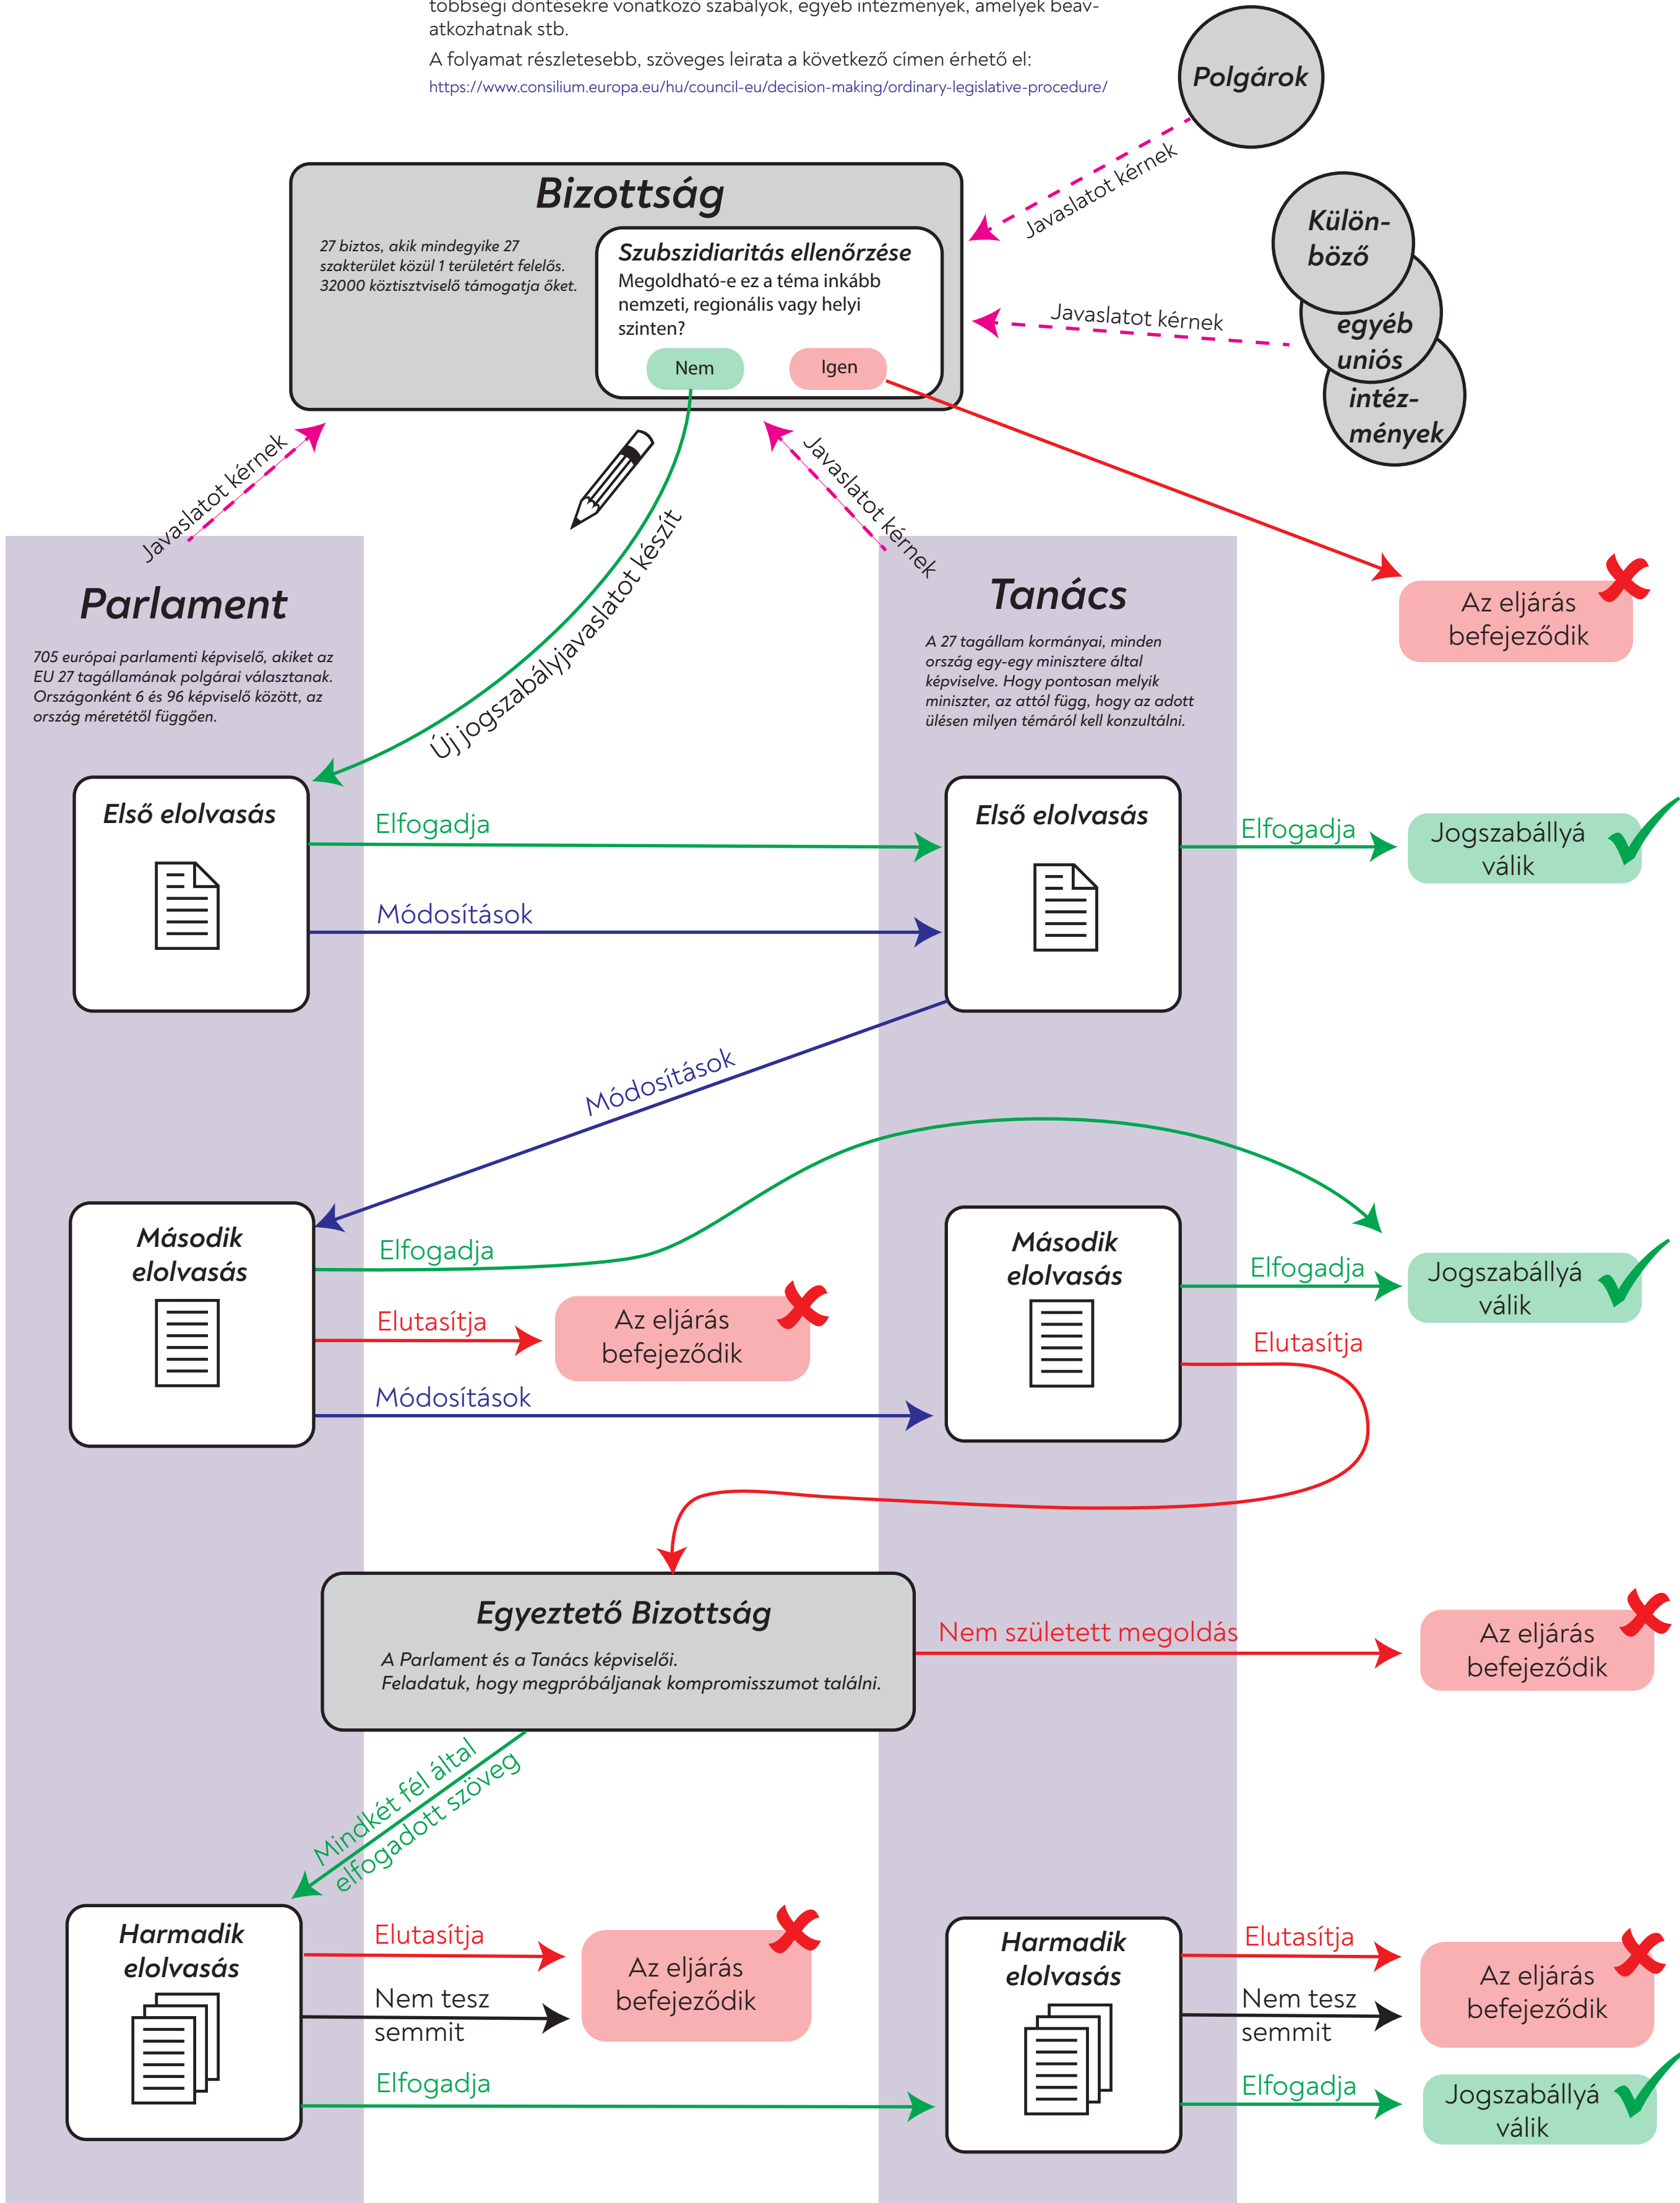 többségi döntésekre vonatkozó szabályok, egyéb intézmények, amelyek beav-
atkozhatnak stb.
A folyamat részletesebb, szöveges leirata a következő címen érhető el:
https://www.consilium.europa.eu/hu/council-eu/decision-making/ordinary-legislative-procedure/
Polgárok
Javaslatot kérnek
Bizottság
27 biztos, akik mindegyike 27
szakterület közül 1 területért felelős.
32000 köztisztviselő támogatja őket.
Szubszidiaritás ellenőrzése
Megoldható-e ez a téma inkább
nemzeti, regionális vagy helyi
szinten?
Nem
Igen
Külön-
böző
egyéb
uniós
intéz-
mények
Javaslatot kérnek
Javaslatot kérnek
Javaslatot kérnek
Új jogszabályjavaslatot készít
Az eljárás
befejeződik
Parlament
705 európai parlamenti képviselő, akiket az
EU 27 tagállamának polgárai választanak.
Országonként 6 és 96 képviselő között, az
ország méretétől függően.
Tanács
A 27 tagállam kormányai, minden
ország egy-egy minisztere által
képviselve. Hogy pontosan melyik
miniszter, az attól függ, hogy az adott
ülésen milyen témáról kell konzultálni.
Első elolvasás
Elfogadja
Módosítások
Első elolvasás
Elfogadja
Jogszabállyá
válik
Módosítások
Második
elolvasás
Elfogadja
Elutasítja
Az eljárás
befejeződik
Módosítások
Második
elolvasás
Elfogadja
Jogszabállyá
válik
Elutasítja
Egyeztető Bizottság
A Parlament és a Tanács képviselői.
Feladatuk, hogy megpróbáljanak kompromisszumot találni.
Nem született megoldás
Az eljárás
befejeződik
Mindkét fél által
elfogadott szöveg
Harmadik
elolvasás
Elutasítja
Nem tesz
semmit
Az eljárás
befejeződik
Elfogadja
Harmadik
elolvasás
Elutasítja
Nem tesz
semmit
Az eljárás
befejeződik
Elfogadja
Jogszabállyá
válik